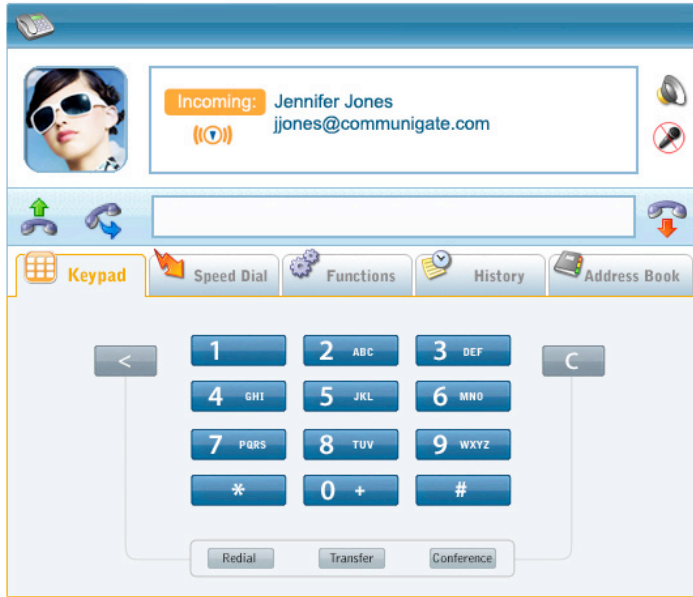 Incoming: Jennifer Jones
jjones@communigate.com
Keypad Speed Dial Functions History Address Book
< 1 2 ABC 3 DEF C
4 GHI 5 JKL 6 MNO
7 PQRS 8 TUV 9 WXYZ
* 0 + #
Redial Transfer Conference